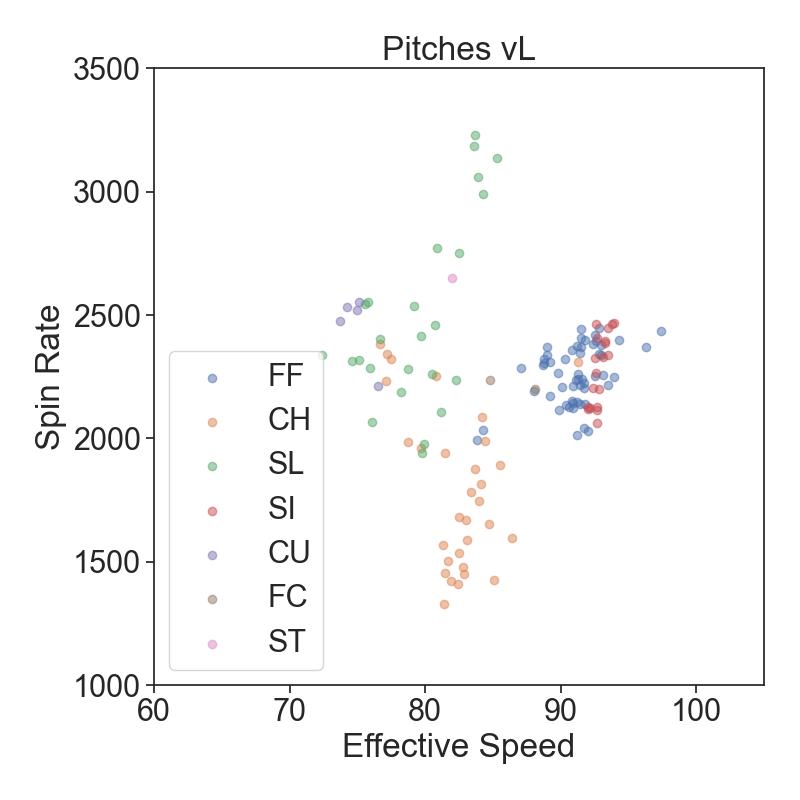 Pitches vL
3500
3000
2500
2000
1500
1000
Spin Rate
FF
CH
SL
SI
CU
FC
ST
60 70 80 90 100
Effective Speed